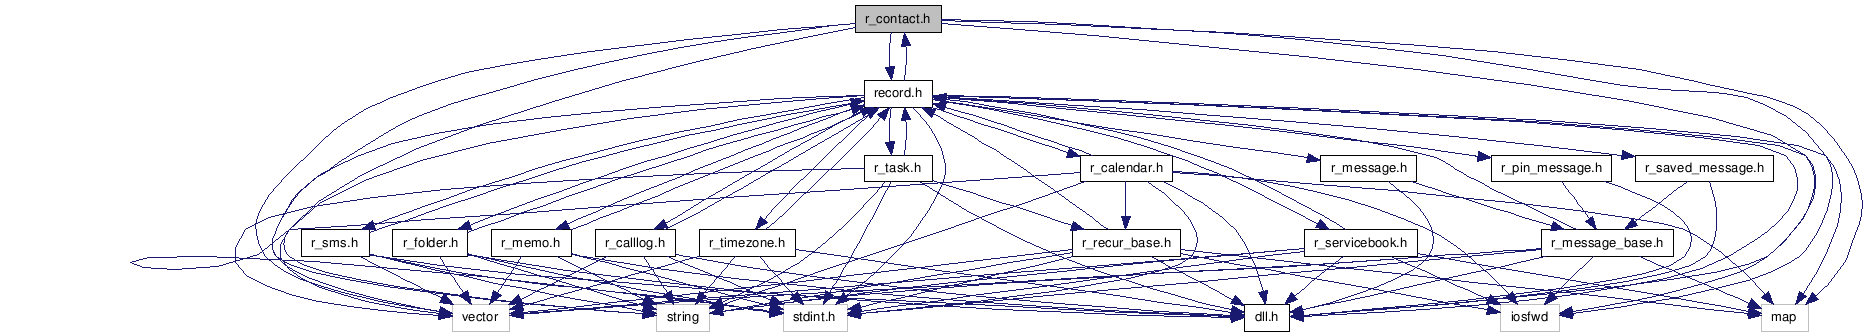 r_contact.h
record.h
r_task.h
r_calendar.h
r_message.h
r_pin_message.h
r_saved_message.h
r_sms.h
r_folder.h
r_memo.h
r_calllog.h
r_timezone.h
r_recur_base.h
r_servicebook.h
r_message_base.h
vector
string
stdint.h
dll.h
iosfwd
map